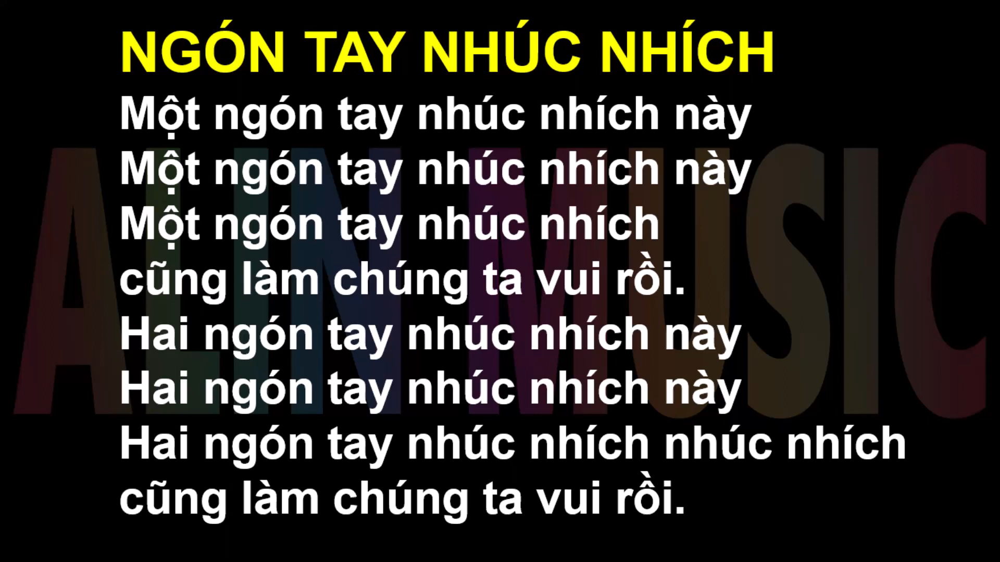 NGÓN TAY NHÚC NHÍCH
Một ngón tay nhúc nhích này
Một ngón tay nhúc nhích này
Một ngón tay nhúc nhích
cũng làm chúng ta vui rồi.
Hai ngón tay nhúc nhích này
Hai ngón tay nhúc nhích này
Hai ngón tay nhúc nhích nhúc nhích
cũng làm chúng ta vui rồi.
ALIN MUSIC